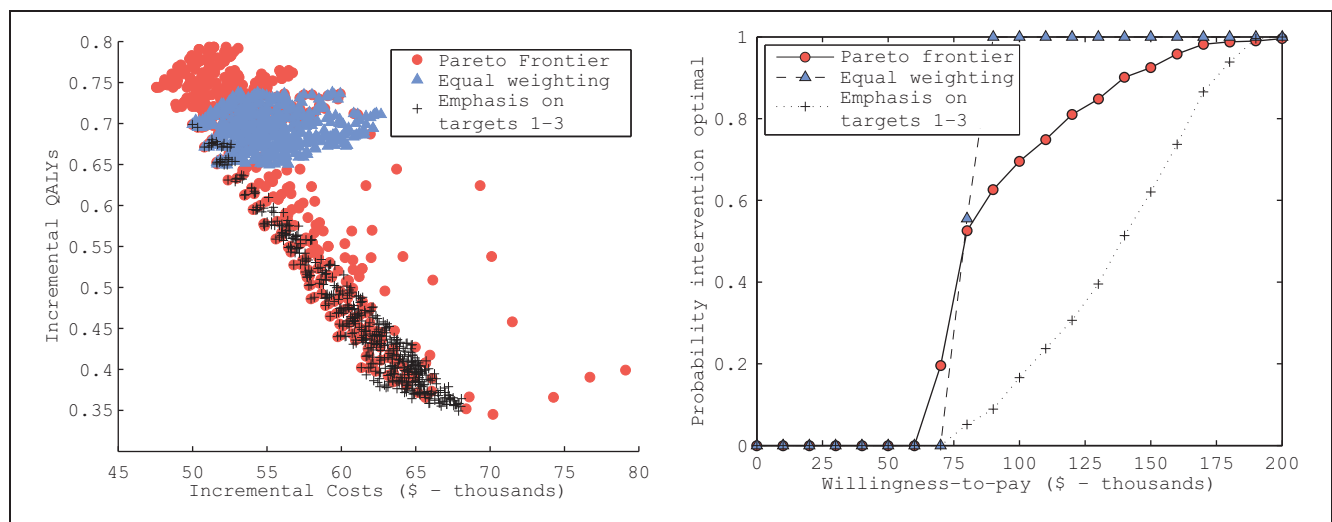 0.8
0.75
0.7
0.65
0.6
0.55
0.5
0.45
0.4
0.35
Incremental QALYs
45 50 55 60 65 70 75 80
Incremental Costs ($ – thousands)
Pareto Frontier
Equal weighting
Emphasis on
targets 1–3
1
0.8
0.6
0.4
0.2
0
Probability intervention optimal
0 25 50 75 100 125 150 175 200
Willingness-to-pay ($ – thousands)
Pareto frontier
Equal weighting
Emphasis on
targets 1–3